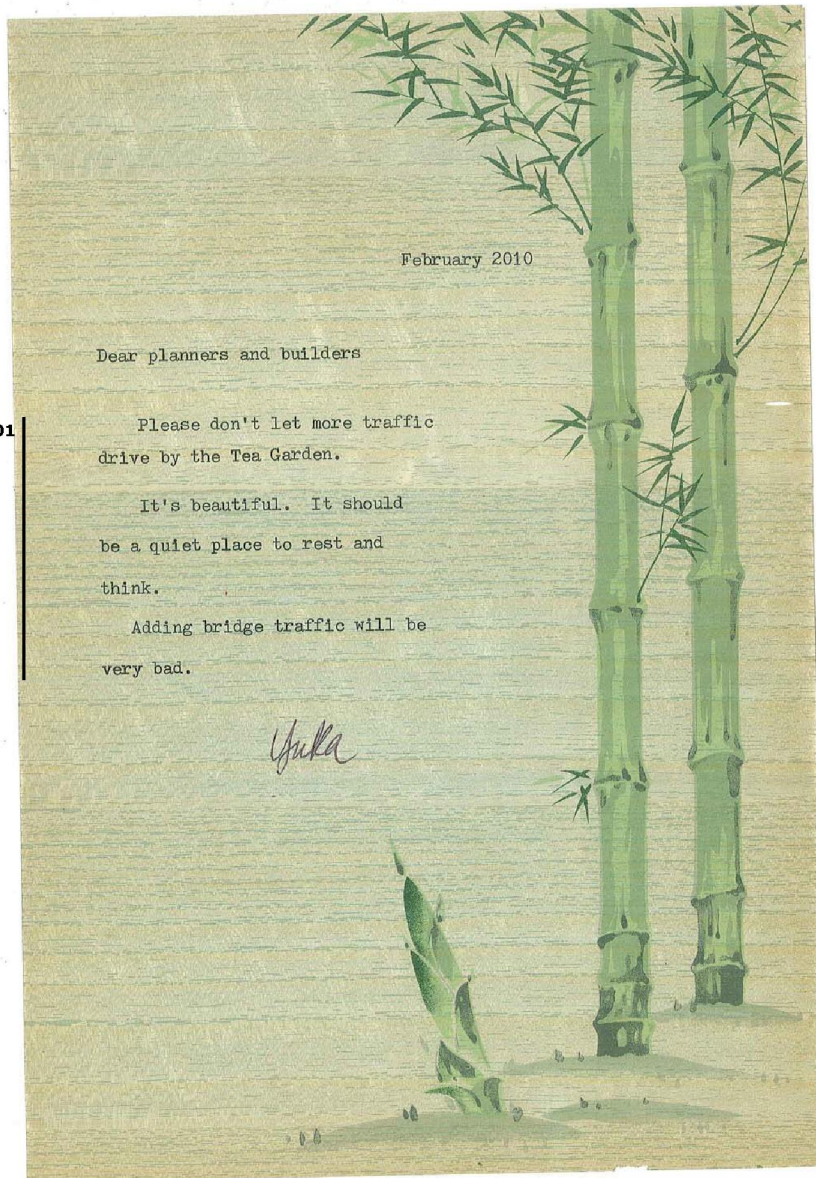 February 2010
Dear planners and builders
Please don't let more traffic
drive by the Tea Garden.
It's beautiful. It should
be a quiet place to rest and
think.
Adding bridge traffic will be
very bad.
Yuka